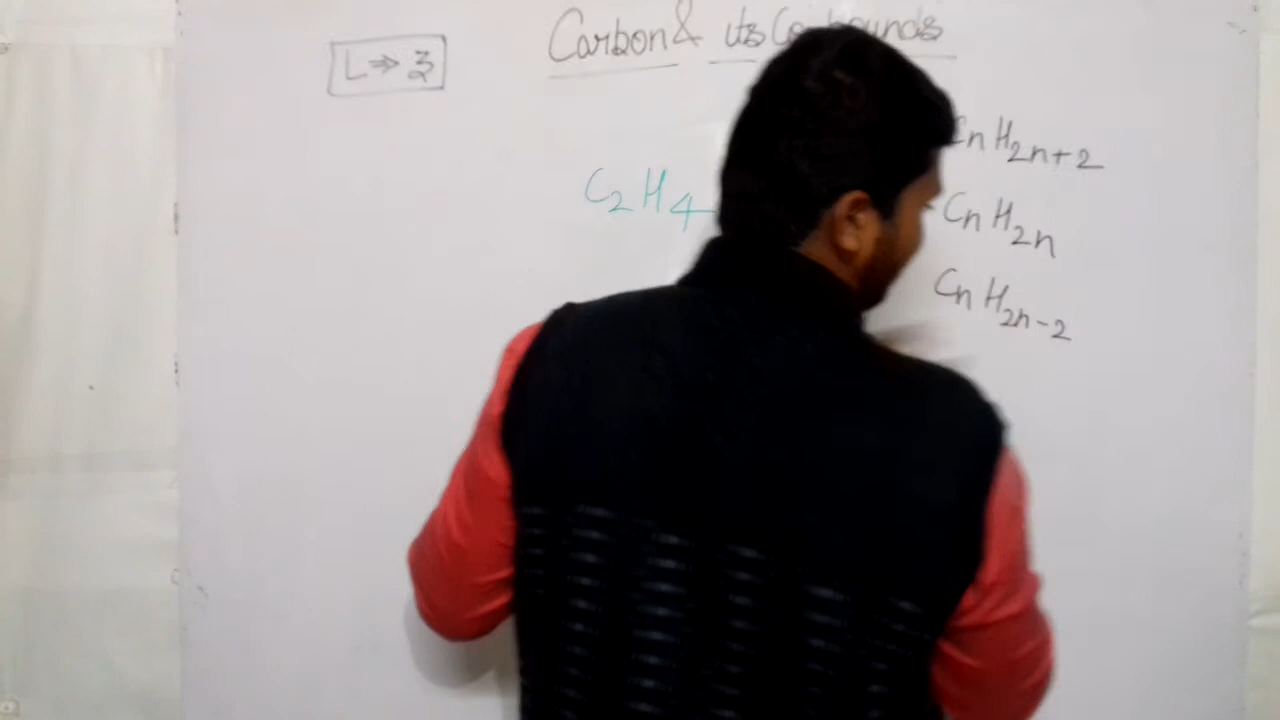 Carbon & its
L ⇒ 3
CnH2n+2
C2H4
CnH2n
CnH2n-2